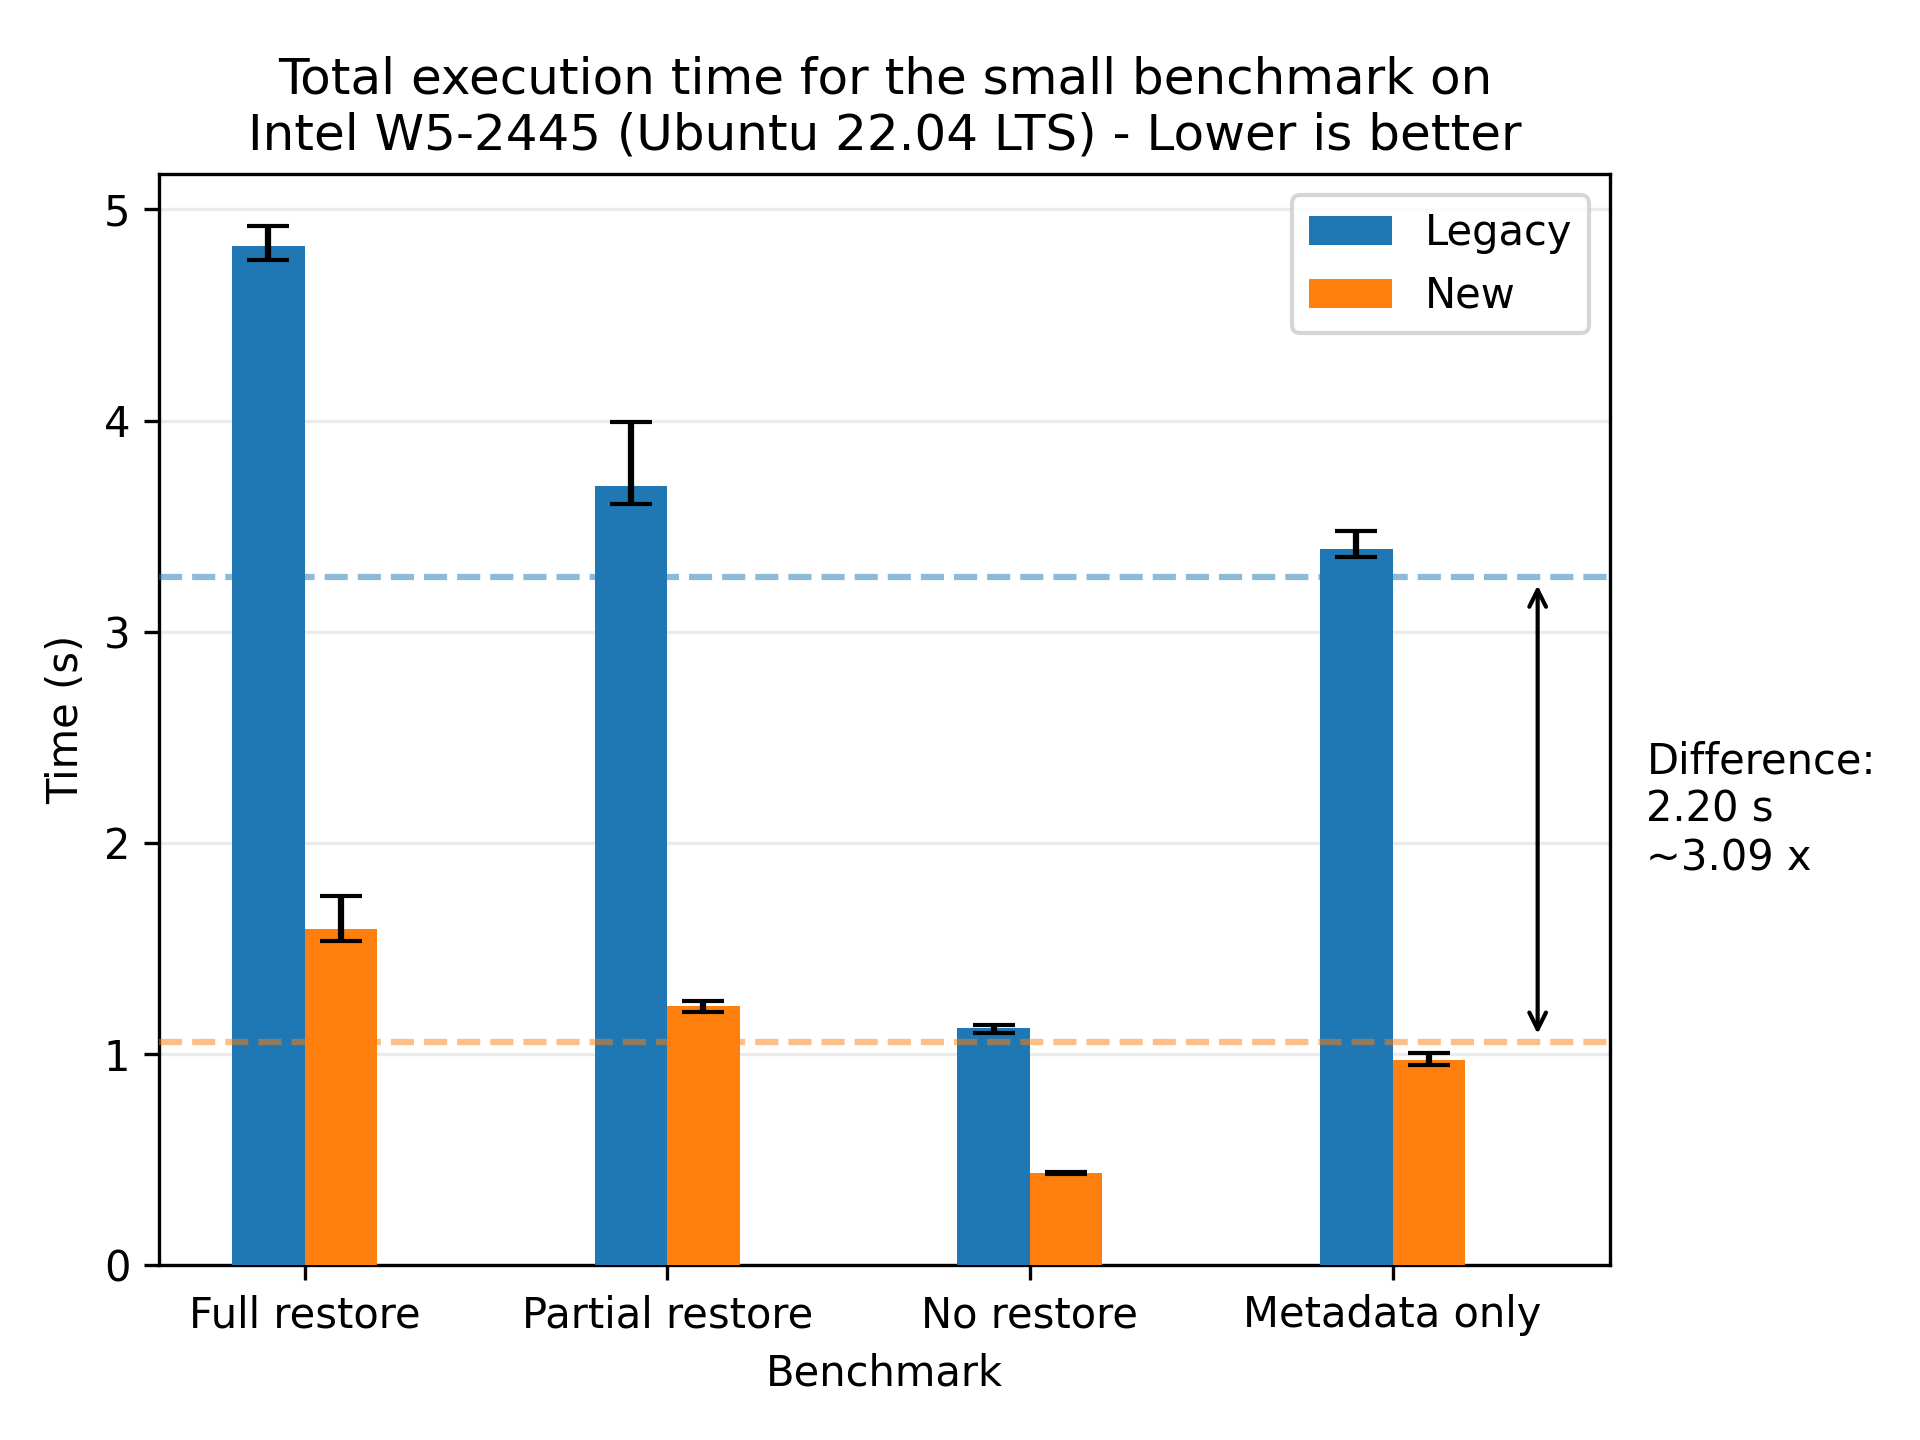 Total execution time for the small benchmark on
Intel W5-2445 (Ubuntu 22.04 LTS) - Lower is better
Legacy
New
5
4
3
2
1
0
Time (s)
Difference:
2.20 s
~3.09 x
Full restore
Partial restore
No restore
Metadata only
Benchmark